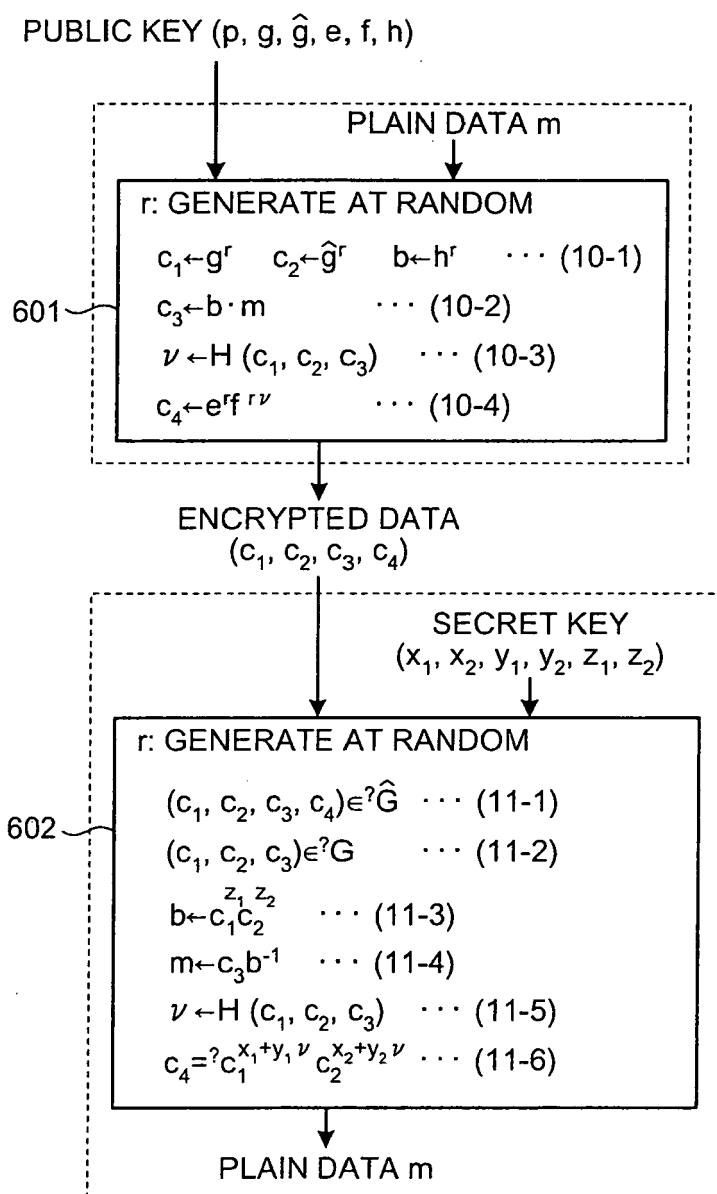 PUBLIC KEY (p, g, ĝ, e, f, h)
PLAIN DATA m
r: GENERATE AT RANDOM
c₁←gʳ c₂←ĝʳ b←hʳ ··· (10-1)
601
c₃←b·m ··· (10-2)
ν←H (c₁, c₂, c₃) ··· (10-3)
c₄←eʳf ʳ ᵛ ··· (10-4)
ENCRYPTED DATA
(c₁, c₂, c₃, c₄)
SECRET KEY
(x₁, x₂, y₁, y₂, z₁, z₂)
r: GENERATE AT RANDOM
(c₁, c₂, c₃, c₄)∈?Ĝ ··· (11-1)
602
(c₁, c₂, c₃)∈?G ··· (11-2)
b←c₁^z₁ c₂^z₂ ··· (11-3)
m←c₃b⁻¹ ··· (11-4)
ν←H (c₁, c₂, c₃) ··· (11-5)
c₄=?c₁^x₁+y₁ν c₂^x₂+y₂ν ··· (11-6)
PLAIN DATA m